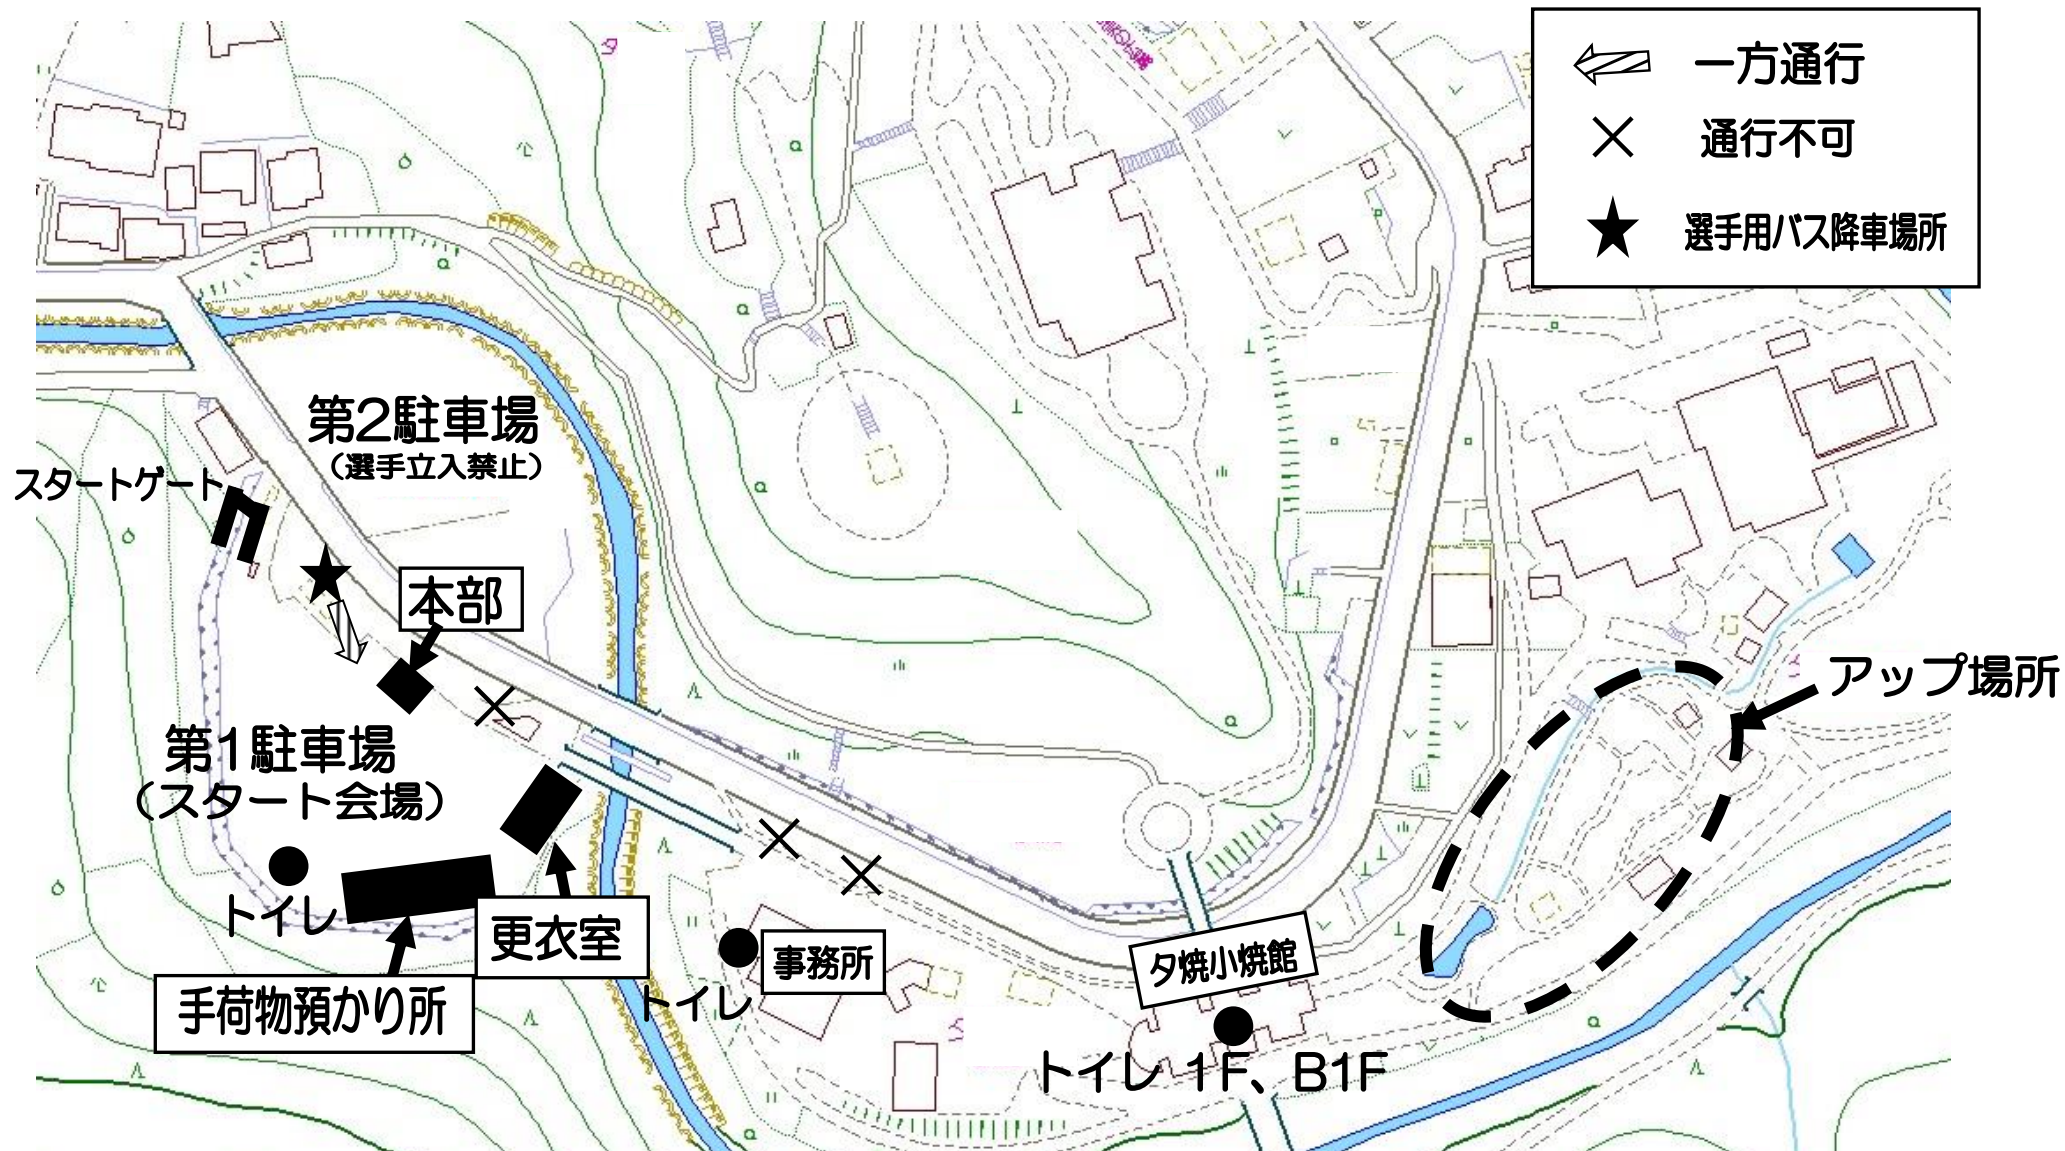 一方通行
通行不可
選手用バス降車場所
第2駐車場
（選手立入禁止）
スタートゲート
本部
アップ場所
第1駐車場
（スタート会場）
トイレ
更衣室
手荷物預かり所
事務所
トイレ
夕焼小焼館
トイレ 1F、B1F